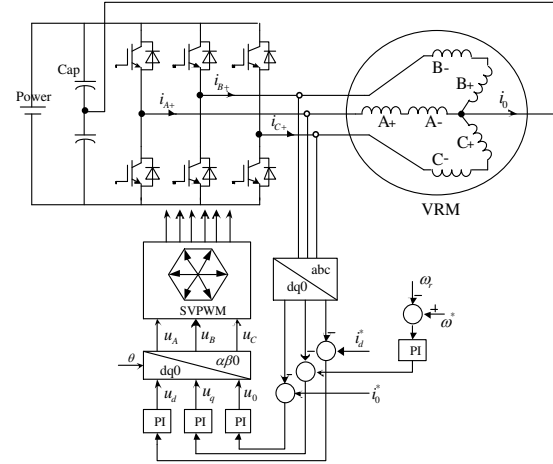 Cap
Power
i_{A+}
i_{B+}
i_{C+}
B-
B+
A+ A-
i_0
C+
C-
VRM
SVPWM
abc
dq0
ω_r
-
+
ω^*
PI
u_A u_B u_C
θ
dq0 αβ0
-
i_d^*
-
-
i_0^*
u_d u_q u_0
PI PI PI